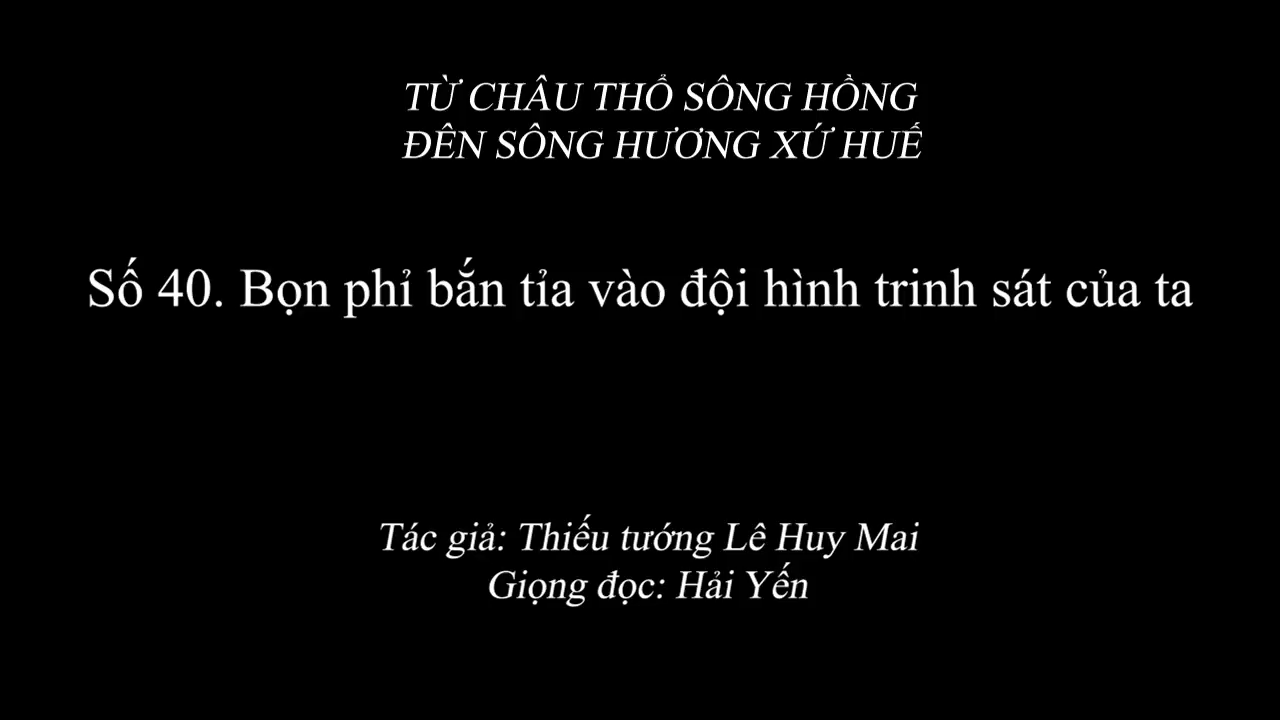 TỪ CHÂU THỔ SÔNG HỒNG
ĐÊN SÔNG HƯƠNG XỨ HUẾ
Số 40. Bọn phỉ bắn tỉa vào đội hình trinh sát của ta
Tác giả: Thiếu tướng Lê Huy Mai
Giọng đọc: Hải Yến